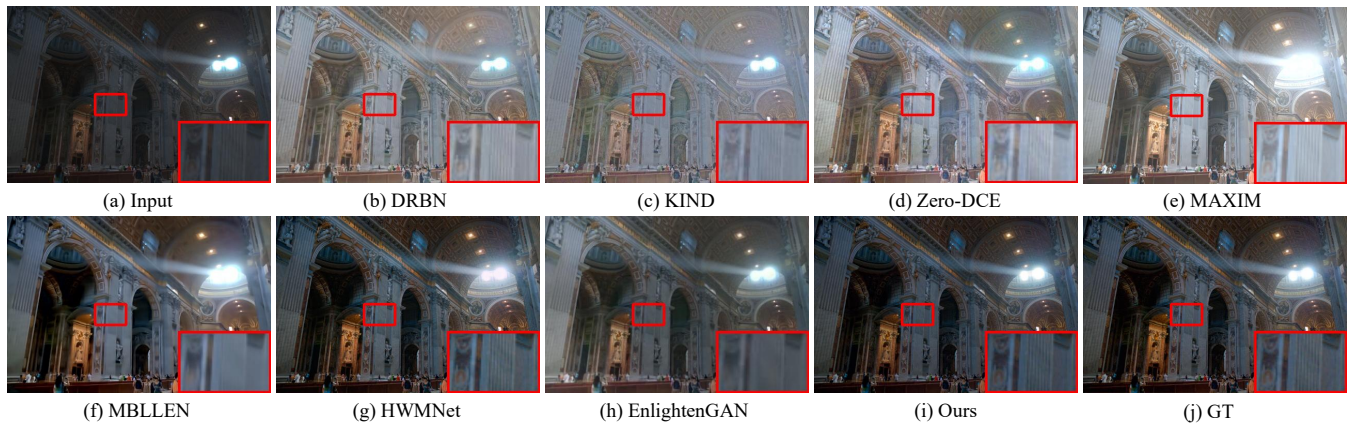 (a) Input
(b) DRBN
(c) KIND
(d) Zero-DCE
(e) MAXIM
(f) MBLLEN
(g) HWMNet
(h) EnlightenGAN
(i) Ours
(j) GT